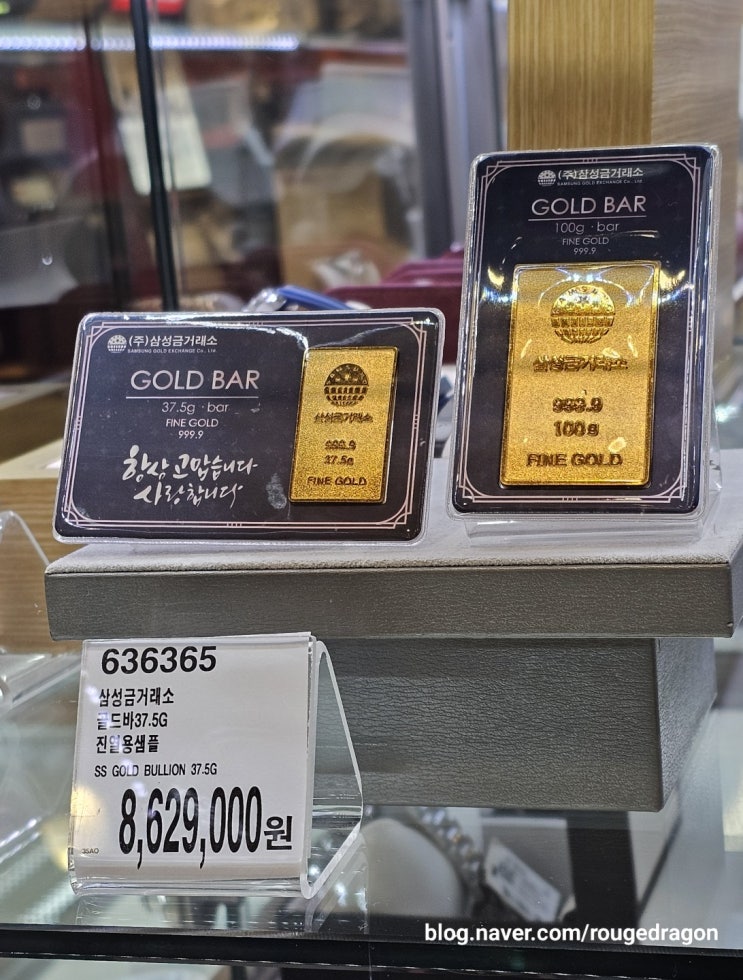 (주)삼성금거래소
SAMSUNG GOLD EXCHANGE Co., Ltd
GOLD BAR
37.5g · bar
FINE GOLD
999.9
항상 고맙습니다
사랑합니다
삼성금거래소
999.9
37.5g
FINE GOLD
(주)삼성금거래소
SAMSUNG GOLD EXCHANGE Co., Ltd
GOLD BAR
100g · bar
FINE GOLD
999.9
삼성금거래소
999.9
100g
FINE GOLD
636365
삼성금거래소
골드바37.5G
진열용샘플
SS GOLD BULLION 37.5G
8,629,000원
blog.naver.com/rougedragon